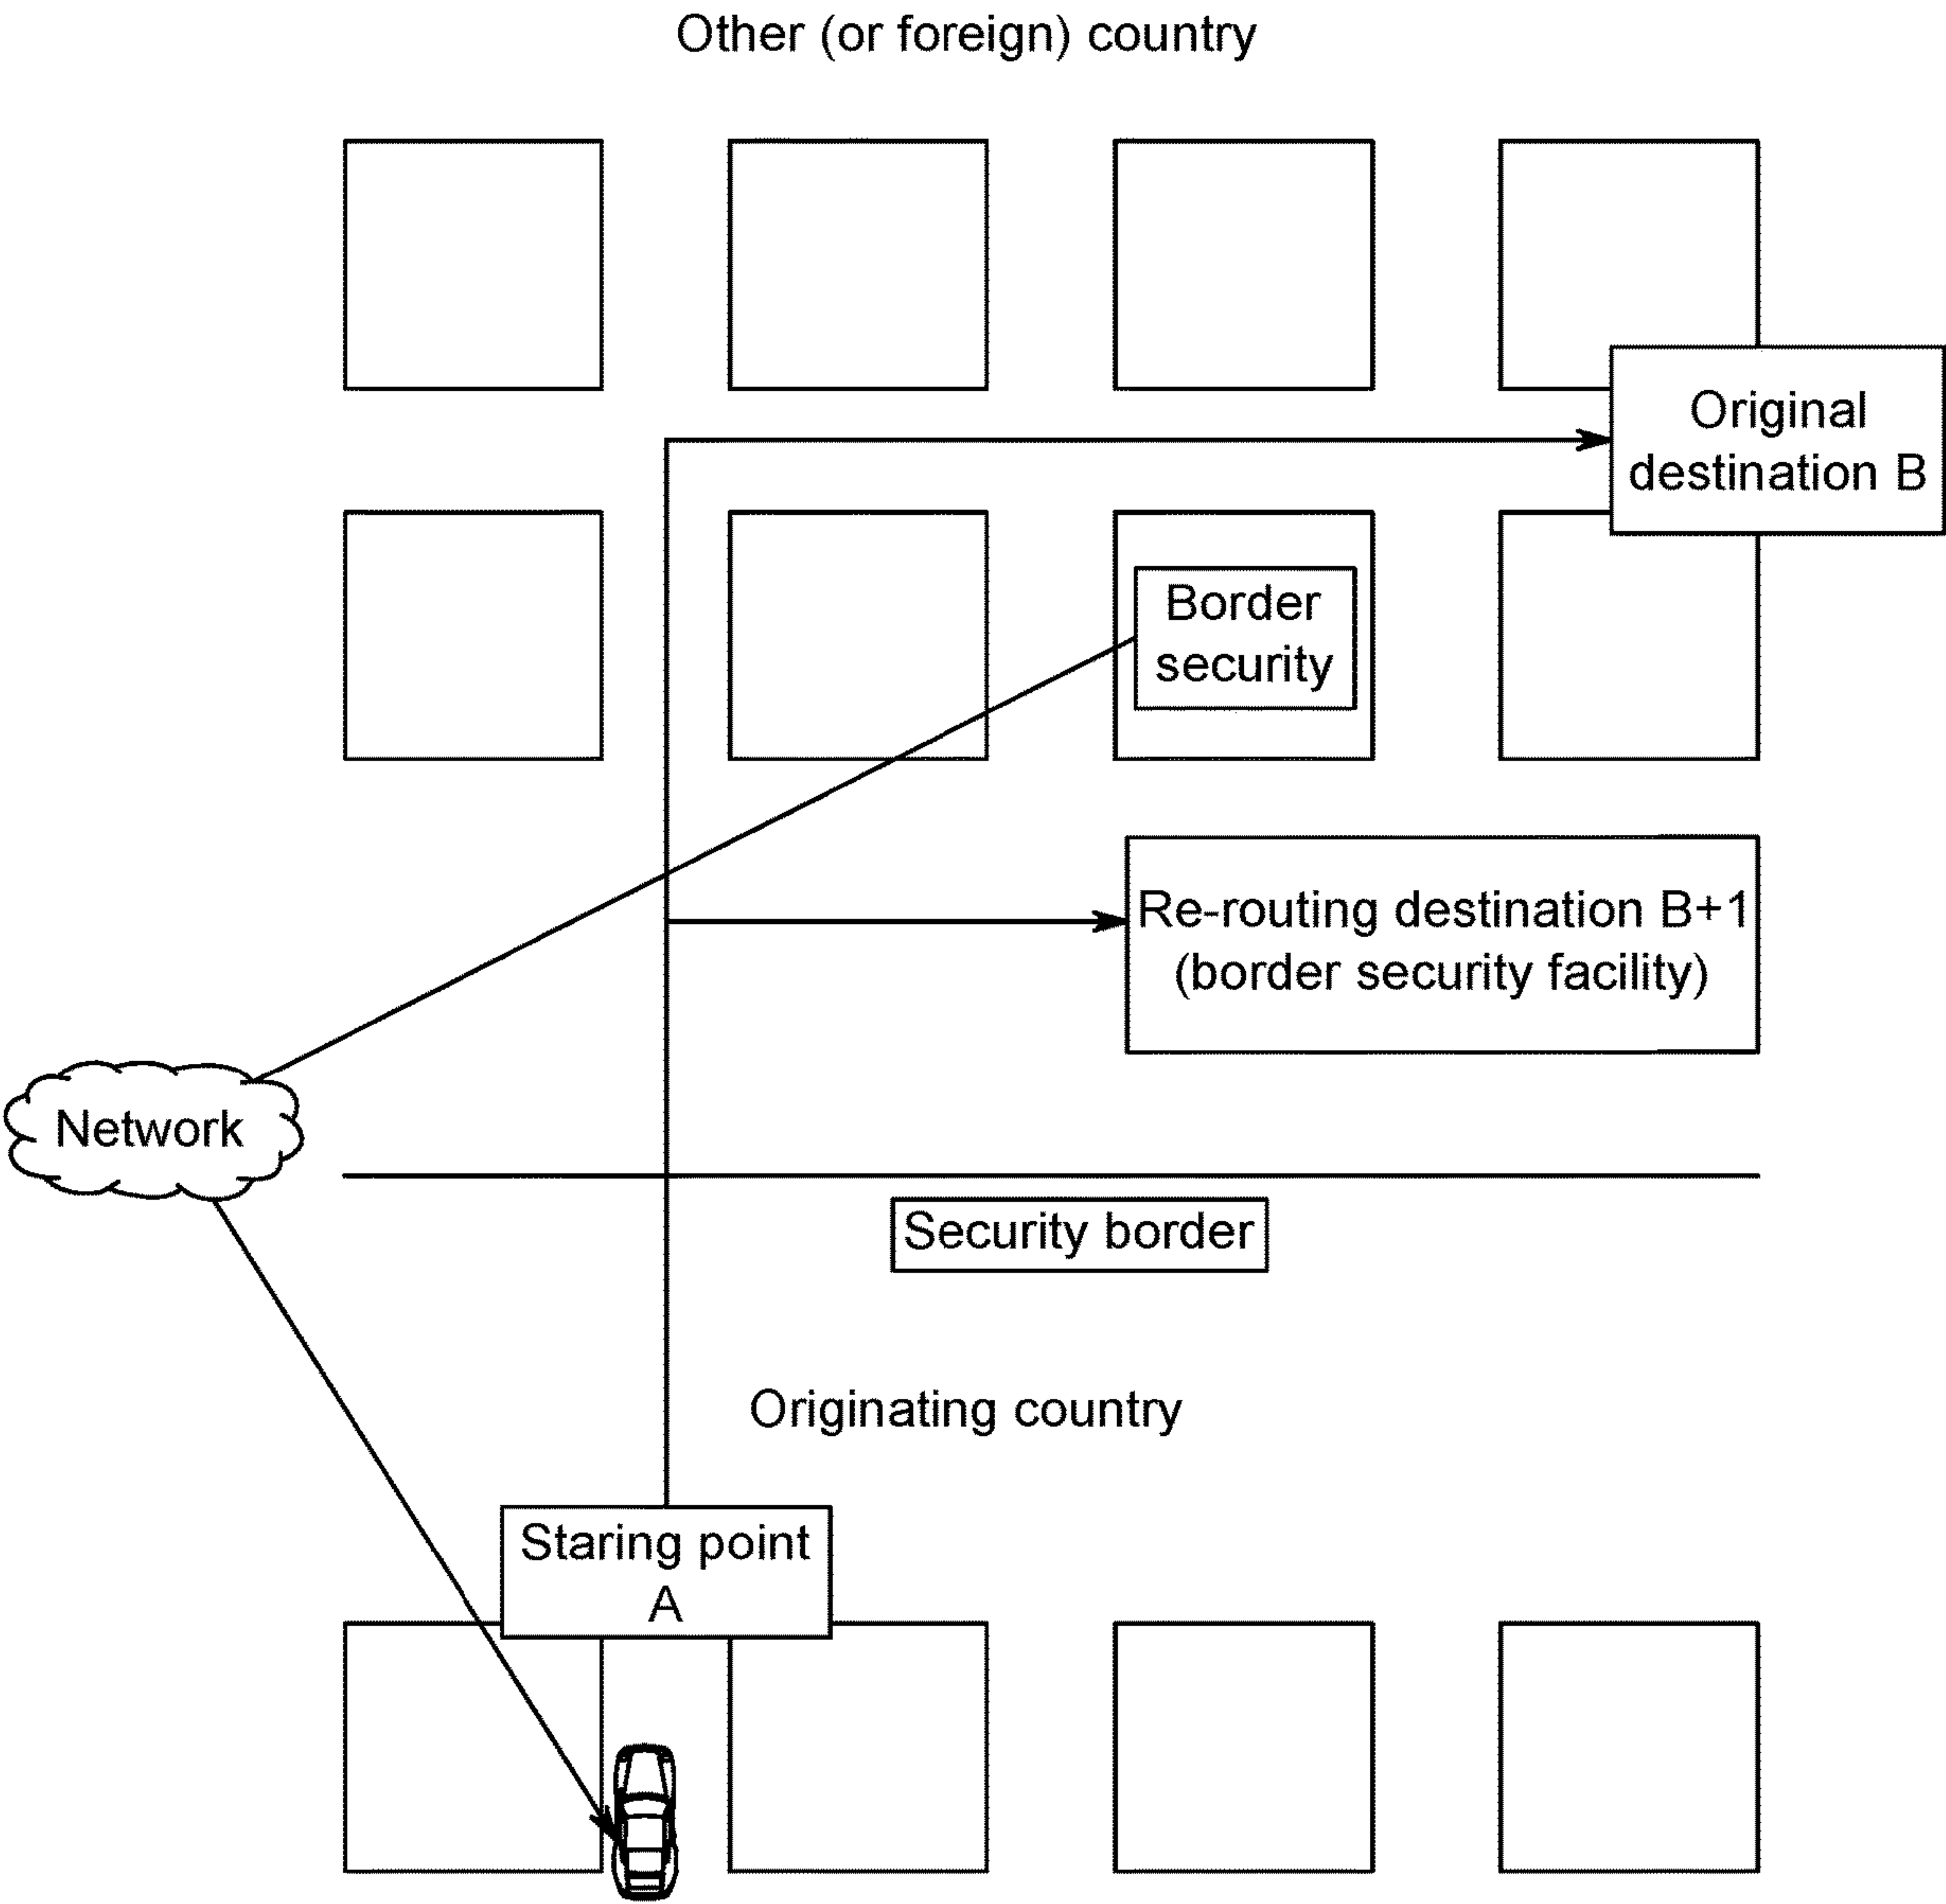 Other (or foreign) country
Original
destination B
Border
security
Re-routing destination B+1
(border security facility)
Network
Security border
Originating country
Staring point
A